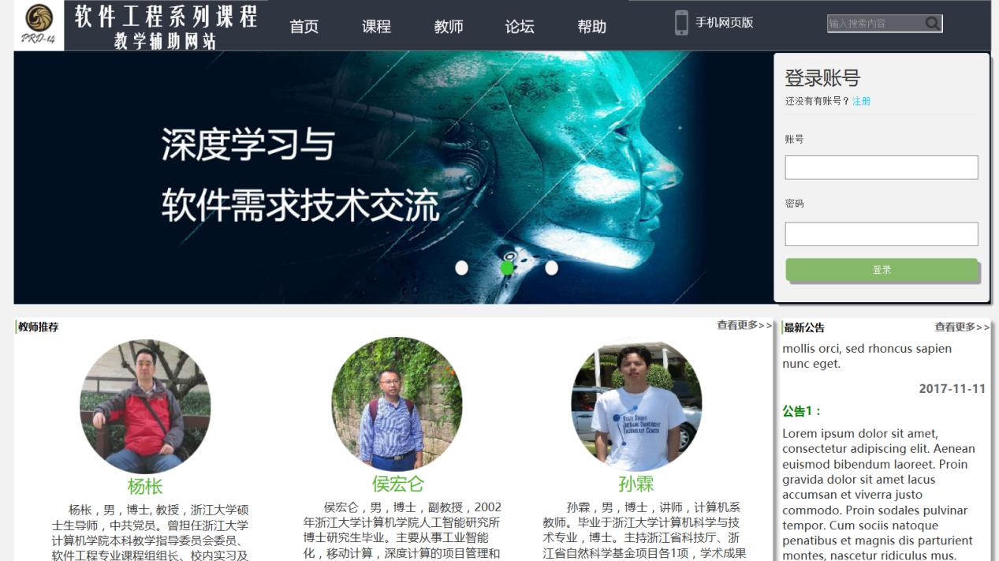 PRD-14
软件工程系列课程
教学辅助网站
首页 课程 教师 论坛 帮助
手机网页版
输入搜索内容
深度学习与
软件需求技术交流
登录账号
还没有有账号？注册
账号
密码
登录
教师推荐
查看更多>>
杨枨
杨枨，男，博士, 教授，浙江大学硕
士生导师，中共党员。曾担任浙江大学
计算机学院本科教学指导委员会委员、
软件工程专业课程组组长、校内实习及
侯宏仑
侯宏仑，男，博士，副教授，2002
年浙江大学计算机学院人工智能研究所
博士研究生毕业。主要从事工业智能
化，移动计算，深度计算的项目管理和
孙霖
孙霖，男，博士，讲师，计算机系
教师。毕业于浙江大学计算机科学与技
术专业，博士。主持浙江省科技厅、浙
江省自然科学基金项目各1项，学术成果
最新公告
查看更多>>
mollis orci, sed rhoncus sapien
nunc eget.
2017-11-11
公告1：
Lorem ipsum dolor sit amet,
consectetur adipiscing elit. Aenean
euismod bibendum laoreet. Proin
gravida dolor sit amet lacus
accumsan et viverra justo
commodo. Proin sodales pulvinar
tempor. Cum sociis natoque
penatibus et magnis dis parturient
montes, nascetur ridiculus mus.